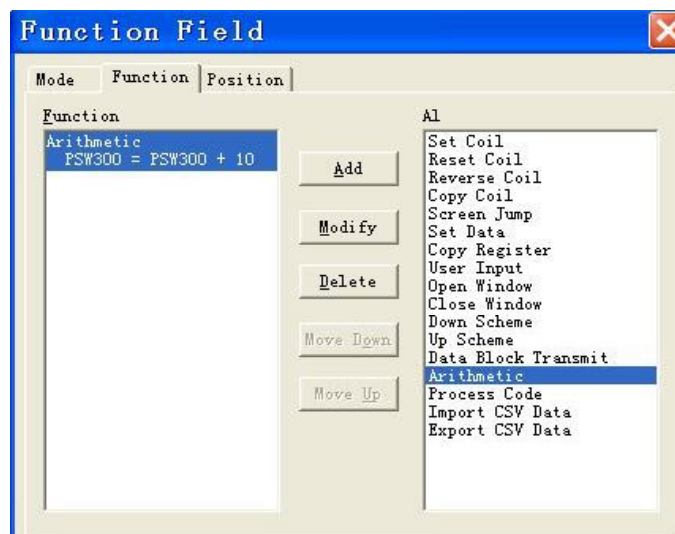 Function Field
Mode
Function
Position
Function
Al
Arithmetic
PSW300 = PSW300 + 10
Add
Modify
Delete
Move Down
Move Up
Set Coil
Reset Coil
Reverse Coil
Copy Coil
Screen Jump
Set Data
Copy Register
User Input
Open Window
Close Window
Down Scheme
Up Scheme
Data Block Transmit
Arithmetic
Process Code
Import CSV Data
Export CSV Data